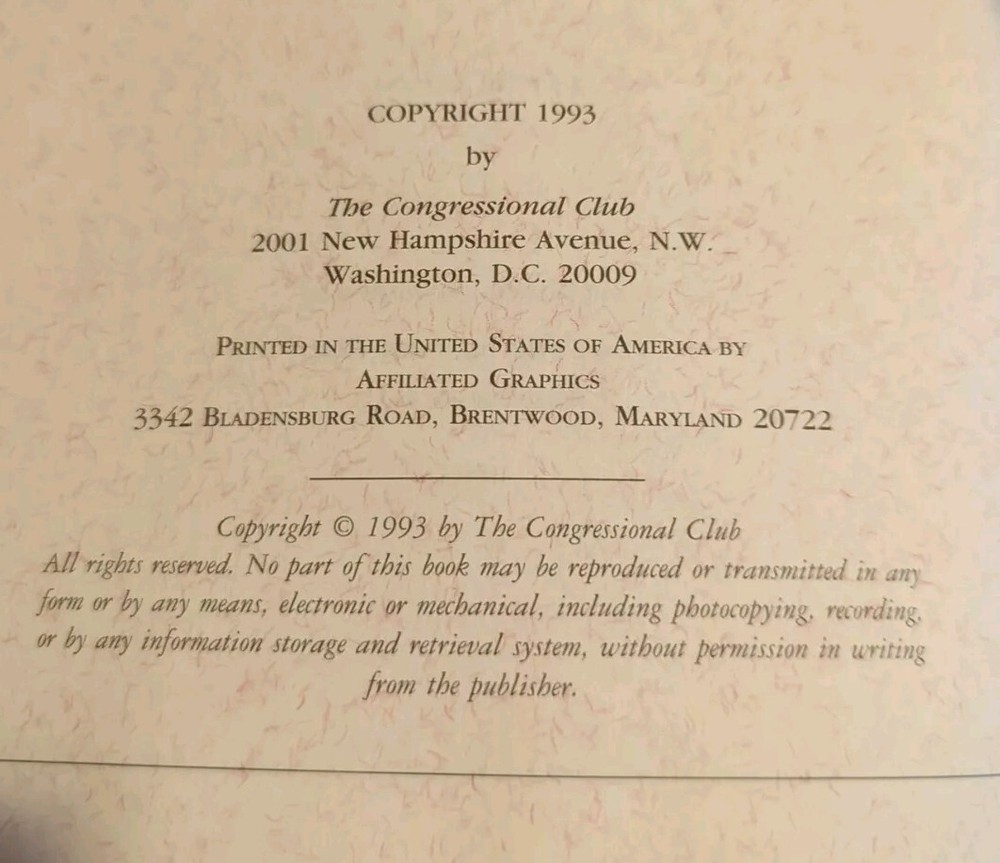 COPYRIGHT 1993
by
The Congressional Club
2001 New Hampshire Avenue, N.W.
Washington, D.C. 20009
PRINTED IN THE UNITED STATES OF AMERICA BY
AFFILIATED GRAPHICS
3342 BLADENSBURG ROAD, BRENTWOOD, MARYLAND 20722
Copyright © 1993 by The Congressional Club
All rights reserved. No part of this book may be reproduced or transmitted in any
form or by any means, electronic or mechanical, including photocopying, recording,
or by any information storage and retrieval system, without permission in writing
from the publisher.